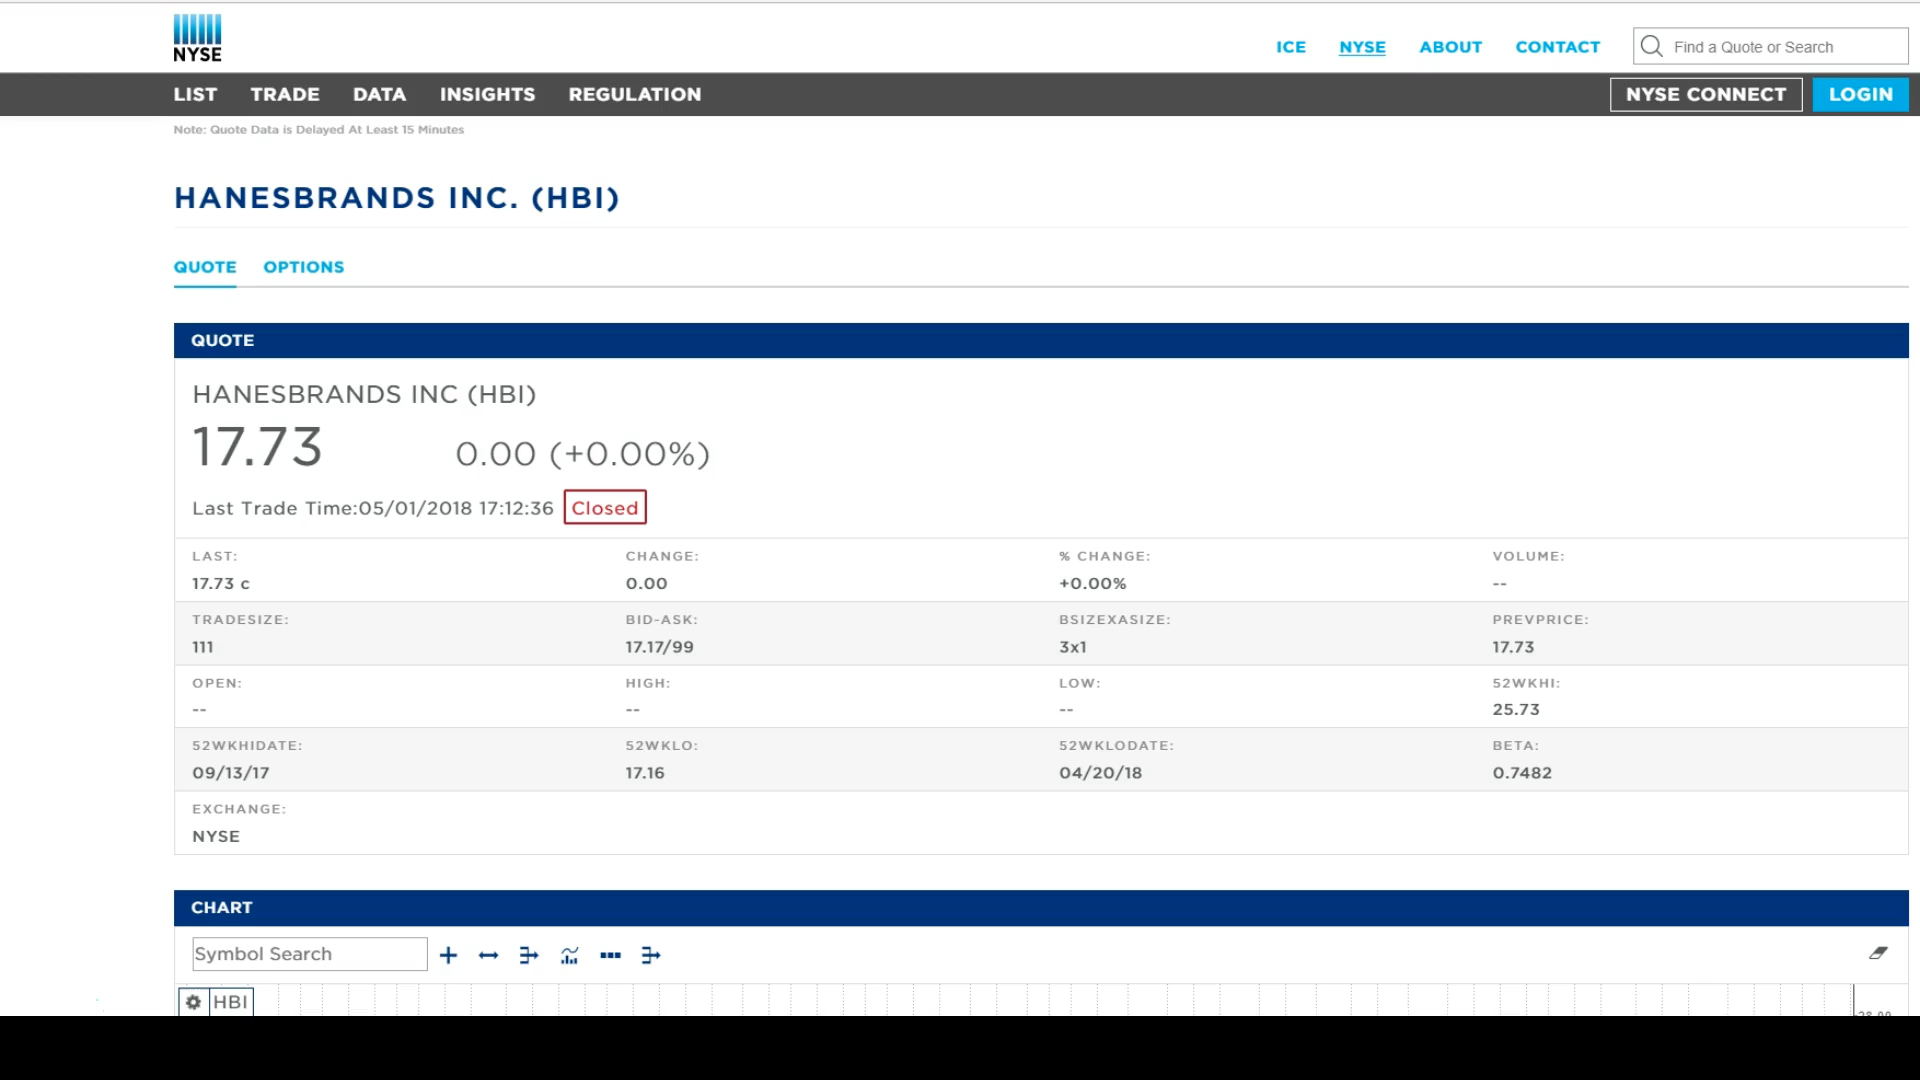 NYSE
ICE NYSE ABOUT CONTACT Find a Quote or Search
LIST TRADE DATA INSIGHTS REGULATION NYSE CONNECT LOGIN
Note: Quote Data is Delayed At Least 15 Minutes
HANESBRANDS INC. (HBI)
QUOTE OPTIONS
QUOTE
HANESBRANDS INC (HBI)
17.73 0.00 (+0.00%)
Last Trade Time:05/01/2018 17:12:36 Closed
LAST: CHANGE: % CHANGE: VOLUME:
17.73 c 0.00 +0.00% --
TRADESIZE: BID-ASK: BSIZEXASIZE: PREVPRICE:
111 17.17/99 3x1 17.73
OPEN: HIGH: LOW: 52WKHI:
-- -- -- 25.73
52WKHIDATE: 52WKLO: 52WKLODATE: BETA:
09/13/17 17.16 04/20/18 0.7482
EXCHANGE:
NYSE
CHART
Symbol Search
HBI